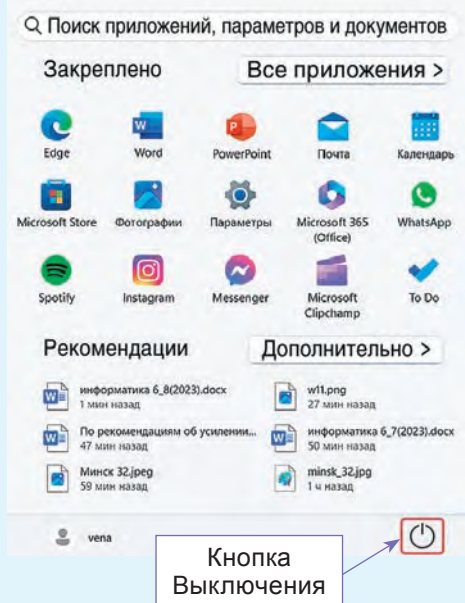 Поиск приложений, параметров и документов
Закреплено
Все приложения >
Edge
Word
PowerPoint
Почта
Календарь
Microsoft Store
Фотографии
Параметры
Microsoft 365
(Office)
WhatsApp
Spotify
Instagram
Messenger
Microsoft
Clipchamp
To Do
Рекомендации
Дополнительно >
информатика 6_8(2023).docx
1 мин назад
w11.png
27 мин назад
По рекомендациям об усилении...
47 мин назад
информатика 6_7(2023).docx
50 мин назад
Минск 32.jpeg
59 мин назад
minsk_32.jpg
1 ч назад
vena
Кнопка
Выключения